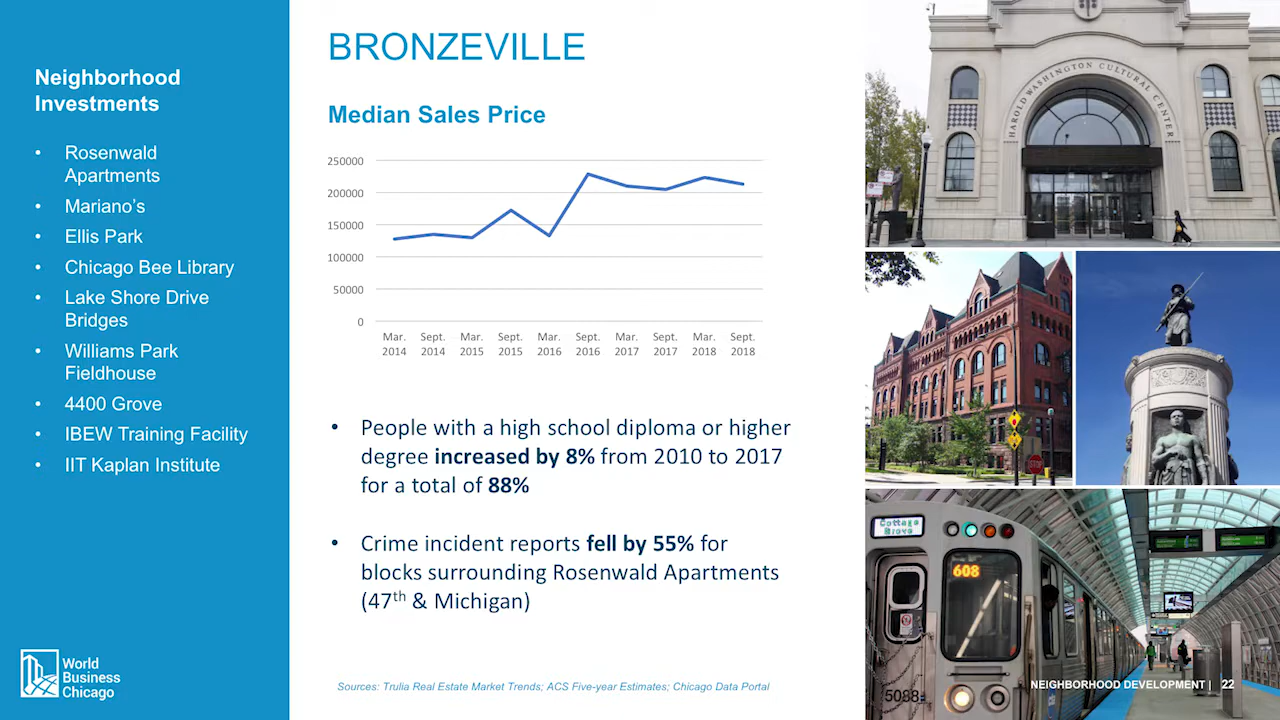 Neighborhood
Investments
• Rosenwald
Apartments
• Mariano’s
• Ellis Park
• Chicago Bee Library
• Lake Shore Drive
Bridges
• Williams Park
Fieldhouse
• 4400 Grove
• IBEW Training Facility
• IIT Kaplan Institute
World
Business
Chicago
BRONZEVILLE
Median Sales Price
250000
200000
150000
100000
50000
0
Mar. Sept. Mar. Sept. Mar. Sept. Mar. Sept. Mar. Sept.
2014 2014 2015 2015 2016 2016 2017 2017 2018 2018
• People with a high school diploma or higher
degree increased by 8% from 2010 to 2017
for a total of 88%
• Crime incident reports fell by 55% for
blocks surrounding Rosenwald Apartments
(47th & Michigan)
Sources: Trulia Real Estate Market Trends; ACS Five-year Estimates; Chicago Data Portal
HAROLD WASHINGTON CULTURAL CENTER
STOP
Cottage
Grove
608
5088
NEIGHBORHOOD DEVELOPMENT | 22